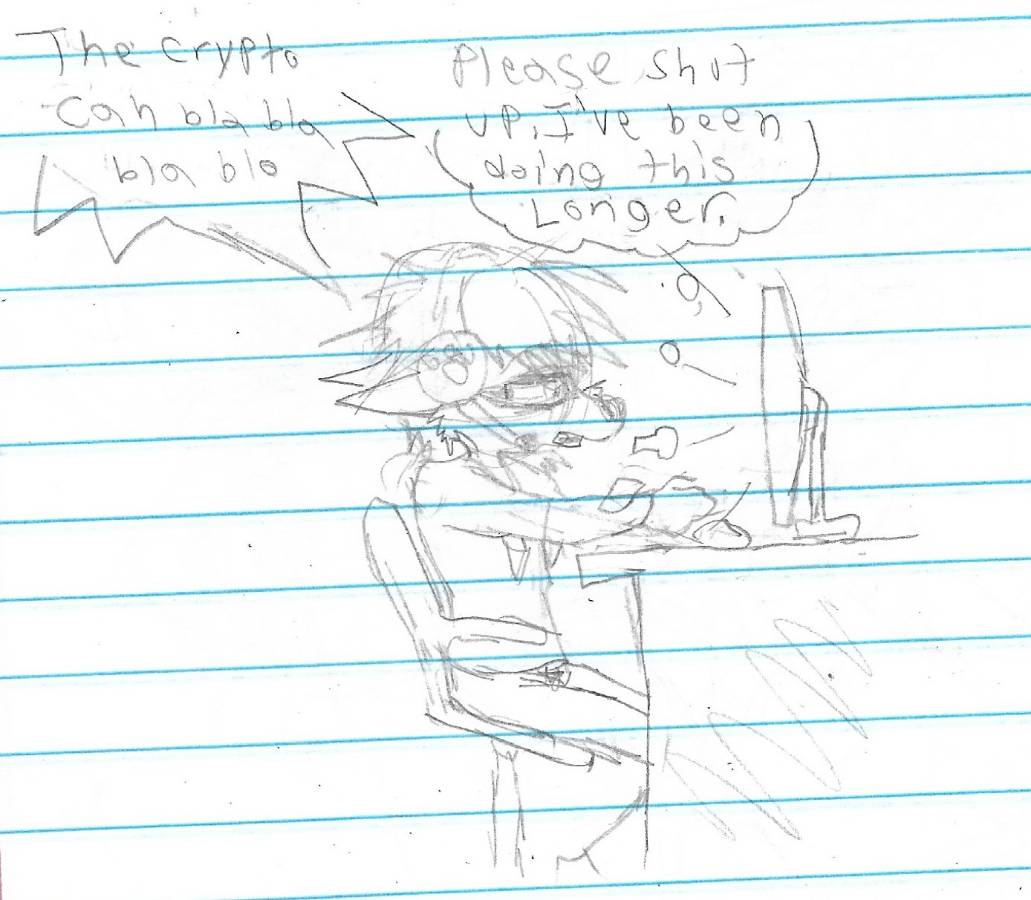 The crypto
can bla bla
bla bla
Please shut
up, I've been
doing this
Longer.